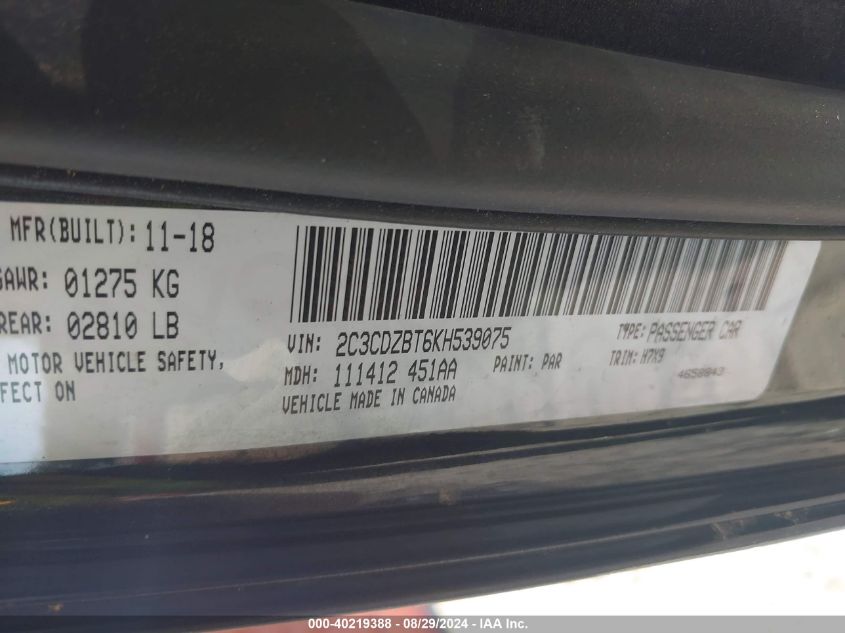 MFR(BUILT): 11-18
GAWR: 01275 KG
REAR: 02810 LB
MOTOR VEHICLE SAFETY,
FECT ON
VIN: 2C3CDZBT6KH539075
TYPE: PASSENGER CAR
MDH: 111412 451AA
PAINT: PAR
TRIM: H7X9
VEHICLE MADE IN CANADA
4658843
000-40219388 - 08/29/2024 - IAA Inc.